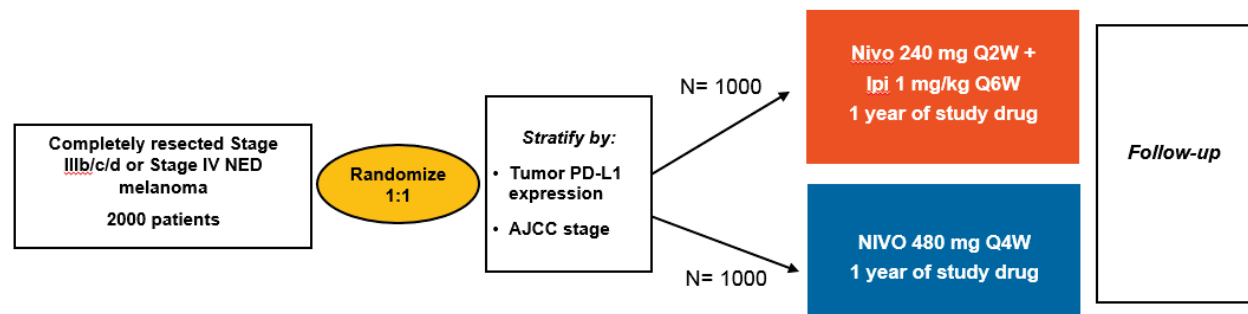 Completely resected Stage
IIIb/c/d or Stage IV NED
melanoma
2000 patients
Randomize
1:1
Stratify by:
• Tumor PD-L1
expression
• AJCC stage
N= 1000
N= 1000
Nivo 240 mg Q2W +
Ipi 1 mg/kg Q6W
1 year of study drug
NIVO 480 mg Q4W
1 year of study drug
Follow-up